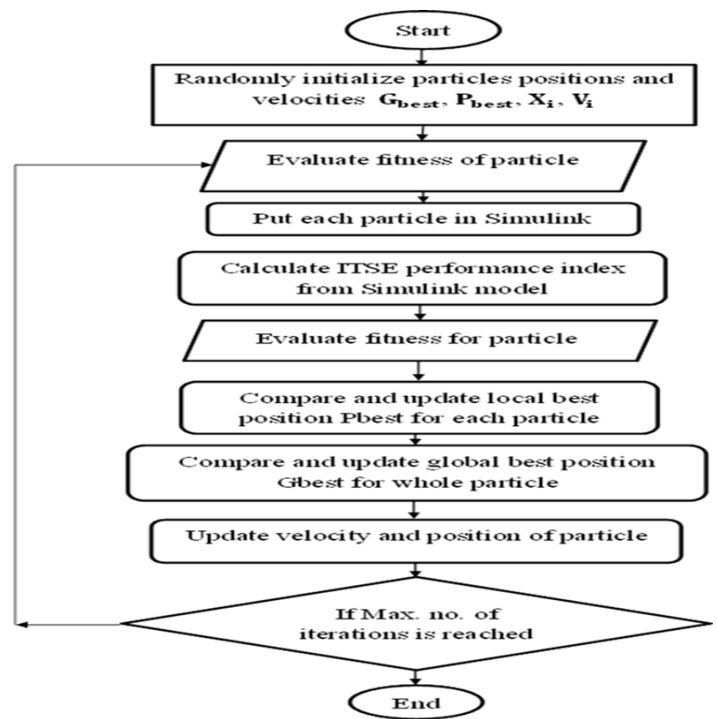 Start
Randomly initialize particles positions and
velocities Gbest, Pbest, Xi, Vi
Evaluate fitness of particle
Put each particle in Simulink
Calculate ITSE performance index
from Simulink model
Evaluate fitness for particle
Compare and update local best
position Pbest for each particle
Compare and update global best position
Gbest for whole particle
Update velocity and position of particle
If Max. no. of
iterations is reached
End